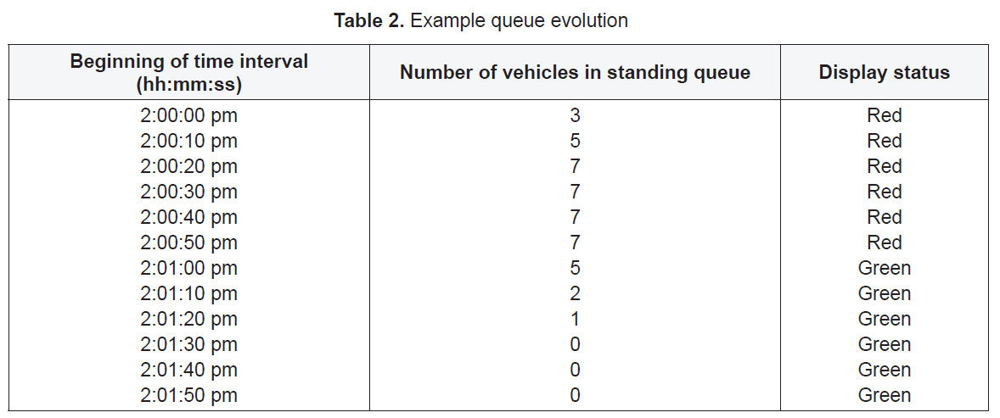 Table 2. Example queue evolution
Beginning of time interval
(hh:mm:ss)
Number of vehicles in standing queue
Display status
2:00:00 pm 3 Red
2:00:10 pm 5 Red
2:00:20 pm 7 Red
2:00:30 pm 7 Red
2:00:40 pm 7 Red
2:00:50 pm 7 Red
2:01:00 pm 5 Green
2:01:10 pm 2 Green
2:01:20 pm 1 Green
2:01:30 pm 0 Green
2:01:40 pm 0 Green
2:01:50 pm 0 Green